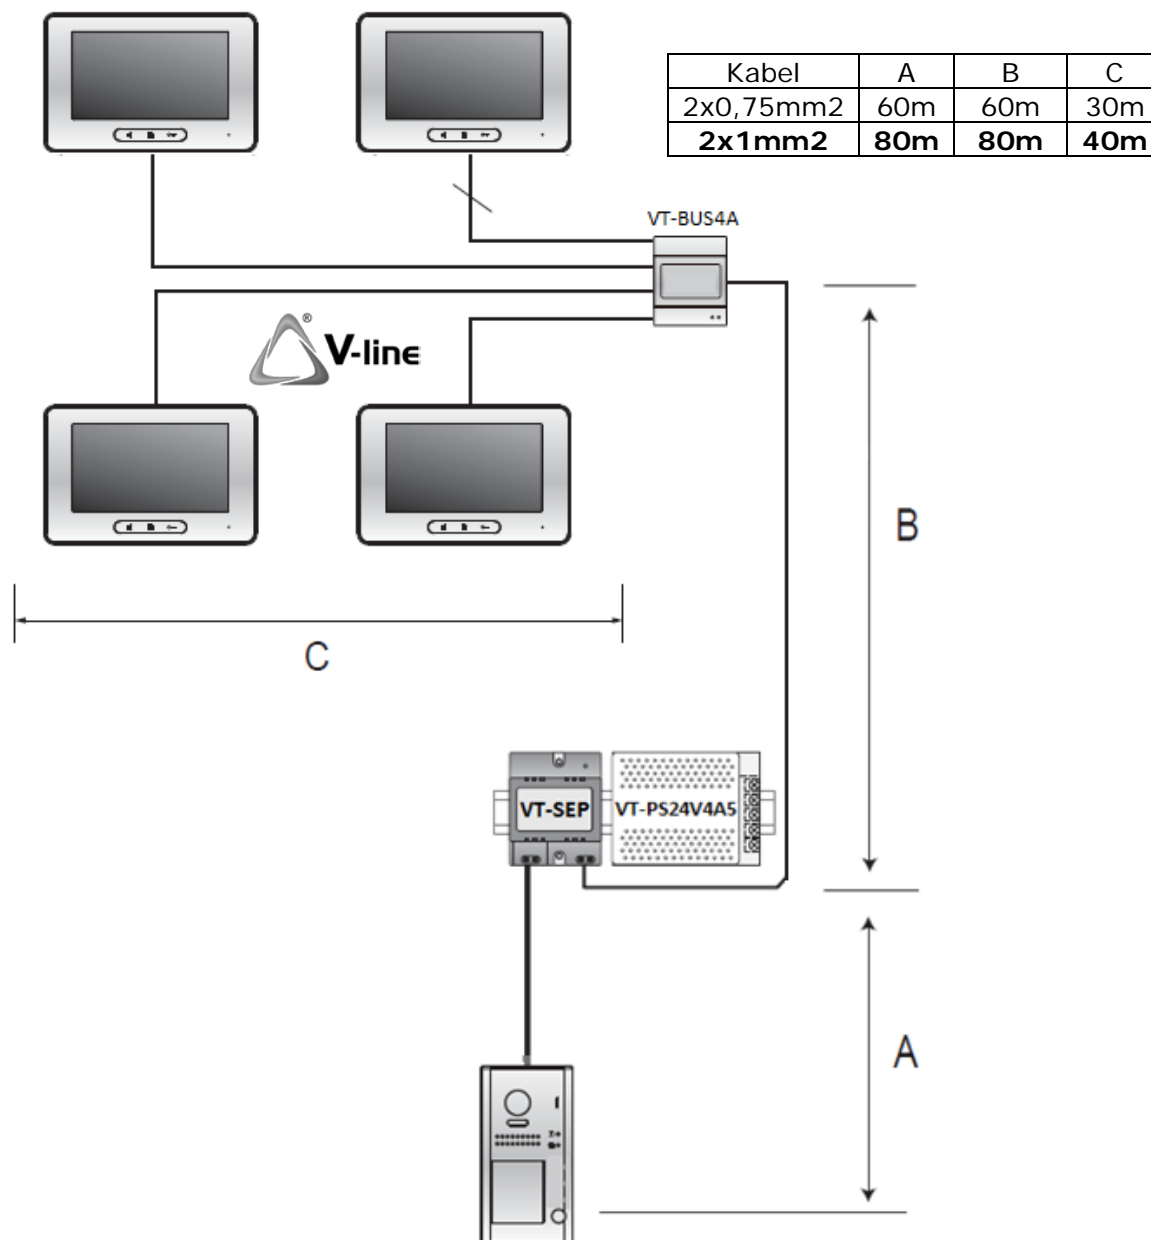 Kabel A B C
2x0,75mm2 60m 60m 30m
2x1mm2 80m 80m 40m
VT-BUS4A
® V-line
B
C
VT-SEP VT-PS24V4A5
A